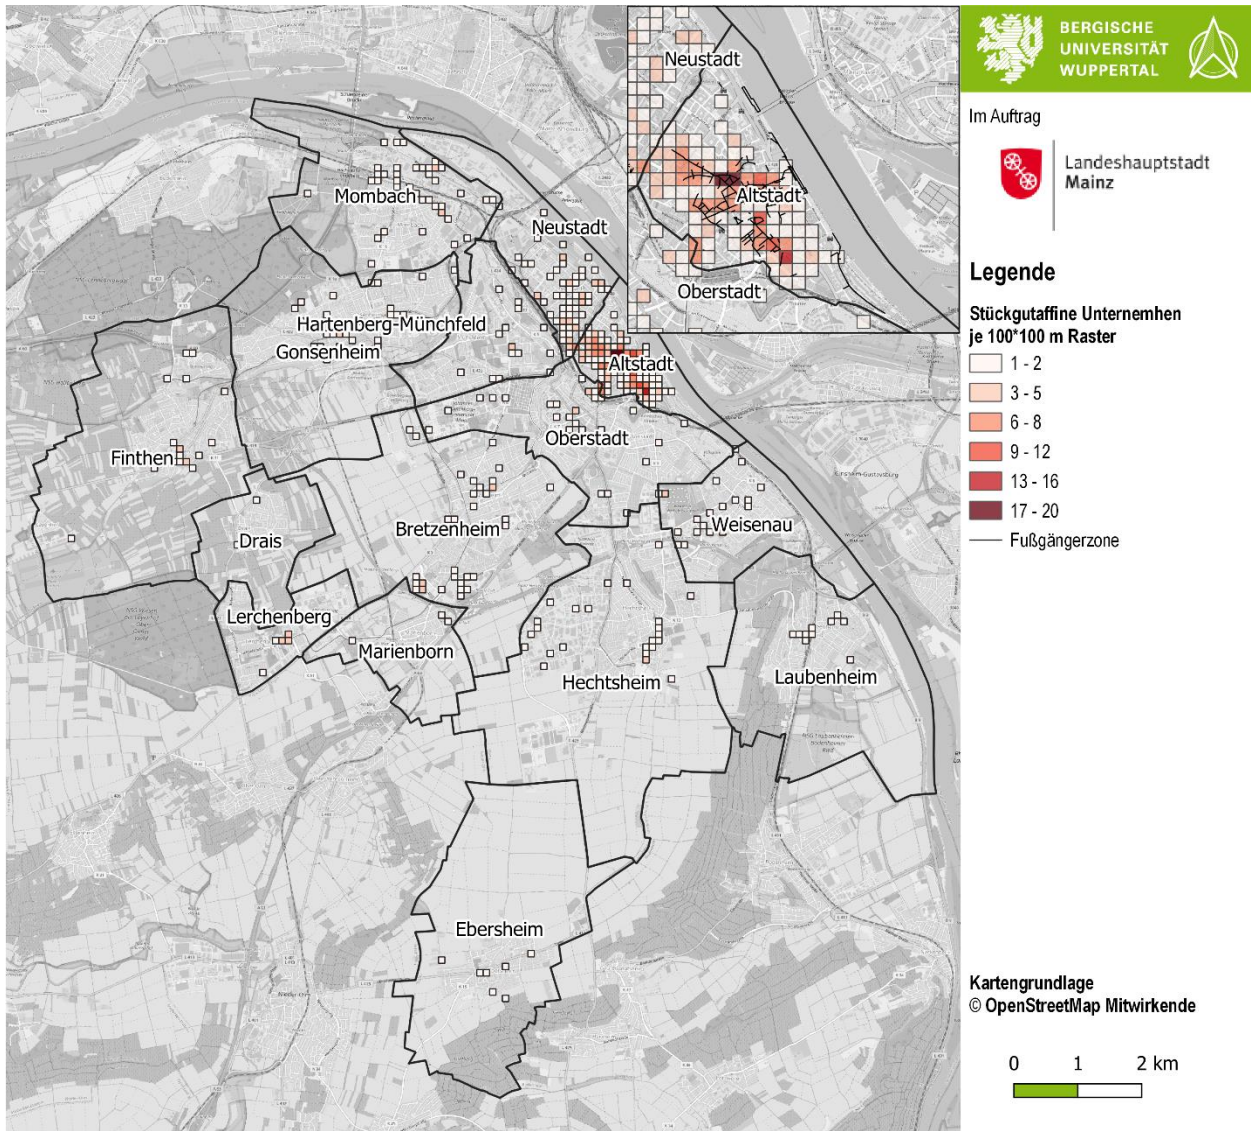 Neustadt
Altstadt
Oberstadt
Mombach
Neustadt
Hartenberg-Münchfeld
Gonsenheim
Altstadt
Oberstadt
Finthen
Bretzenheim
Weisenau
Drais
Lerchenberg
Marienborn
Hechtsheim
Laubenheim
Ebersheim
BERGISCHE
UNIVERSITÄT
WUPPERTAL
Im Auftrag
Landeshauptstadt
Mainz
Legende
Stückgutaffine Unternemhen
je 100*100 m Raster
1 - 2
3 - 5
6 - 8
9 - 12
13 - 16
17 - 20
Fußgängerzone
Kartengrundlage
© OpenStreetMap Mitwirkende
0 1 2 km